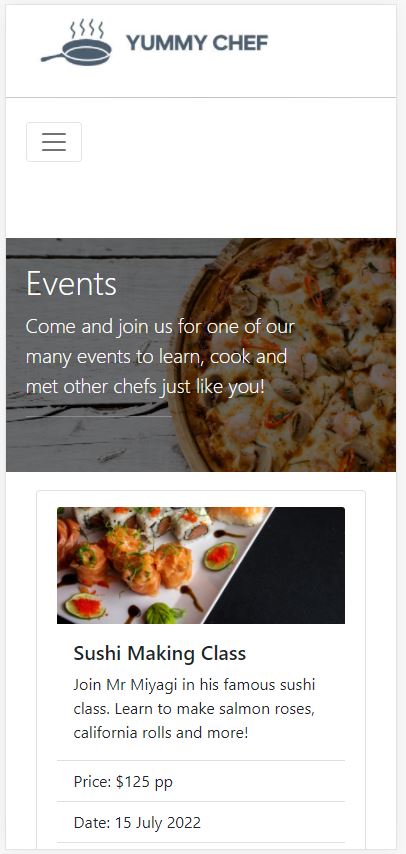 YUMMY CHEF
Events
Come and join us for one of our
many events to learn, cook and
met other chefs just like you!
Sushi Making Class
Join Mr Miyagi in his famous sushi
class. Learn to make salmon roses,
california rolls and more!
Price: $125 pp
Date: 15 July 2022